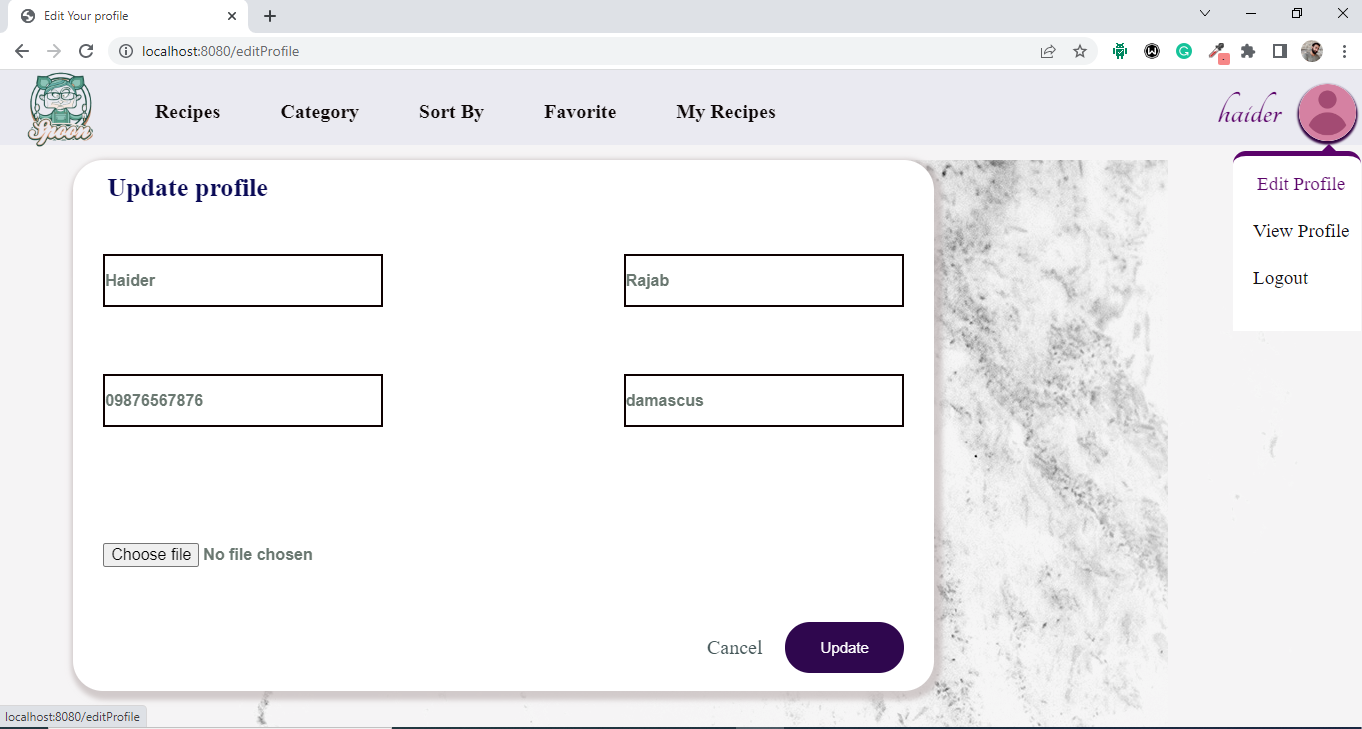 Edit Your profile
localhost:8080/editProfile
Spoon
Recipes
Category
Sort By
Favorite
My Recipes
haider
Edit Profile
View Profile
Logout
Update profile
Haider
Rajab
09876567876
damascus
Choose file No file chosen
Cancel
Update
localhost:8080/editProfile